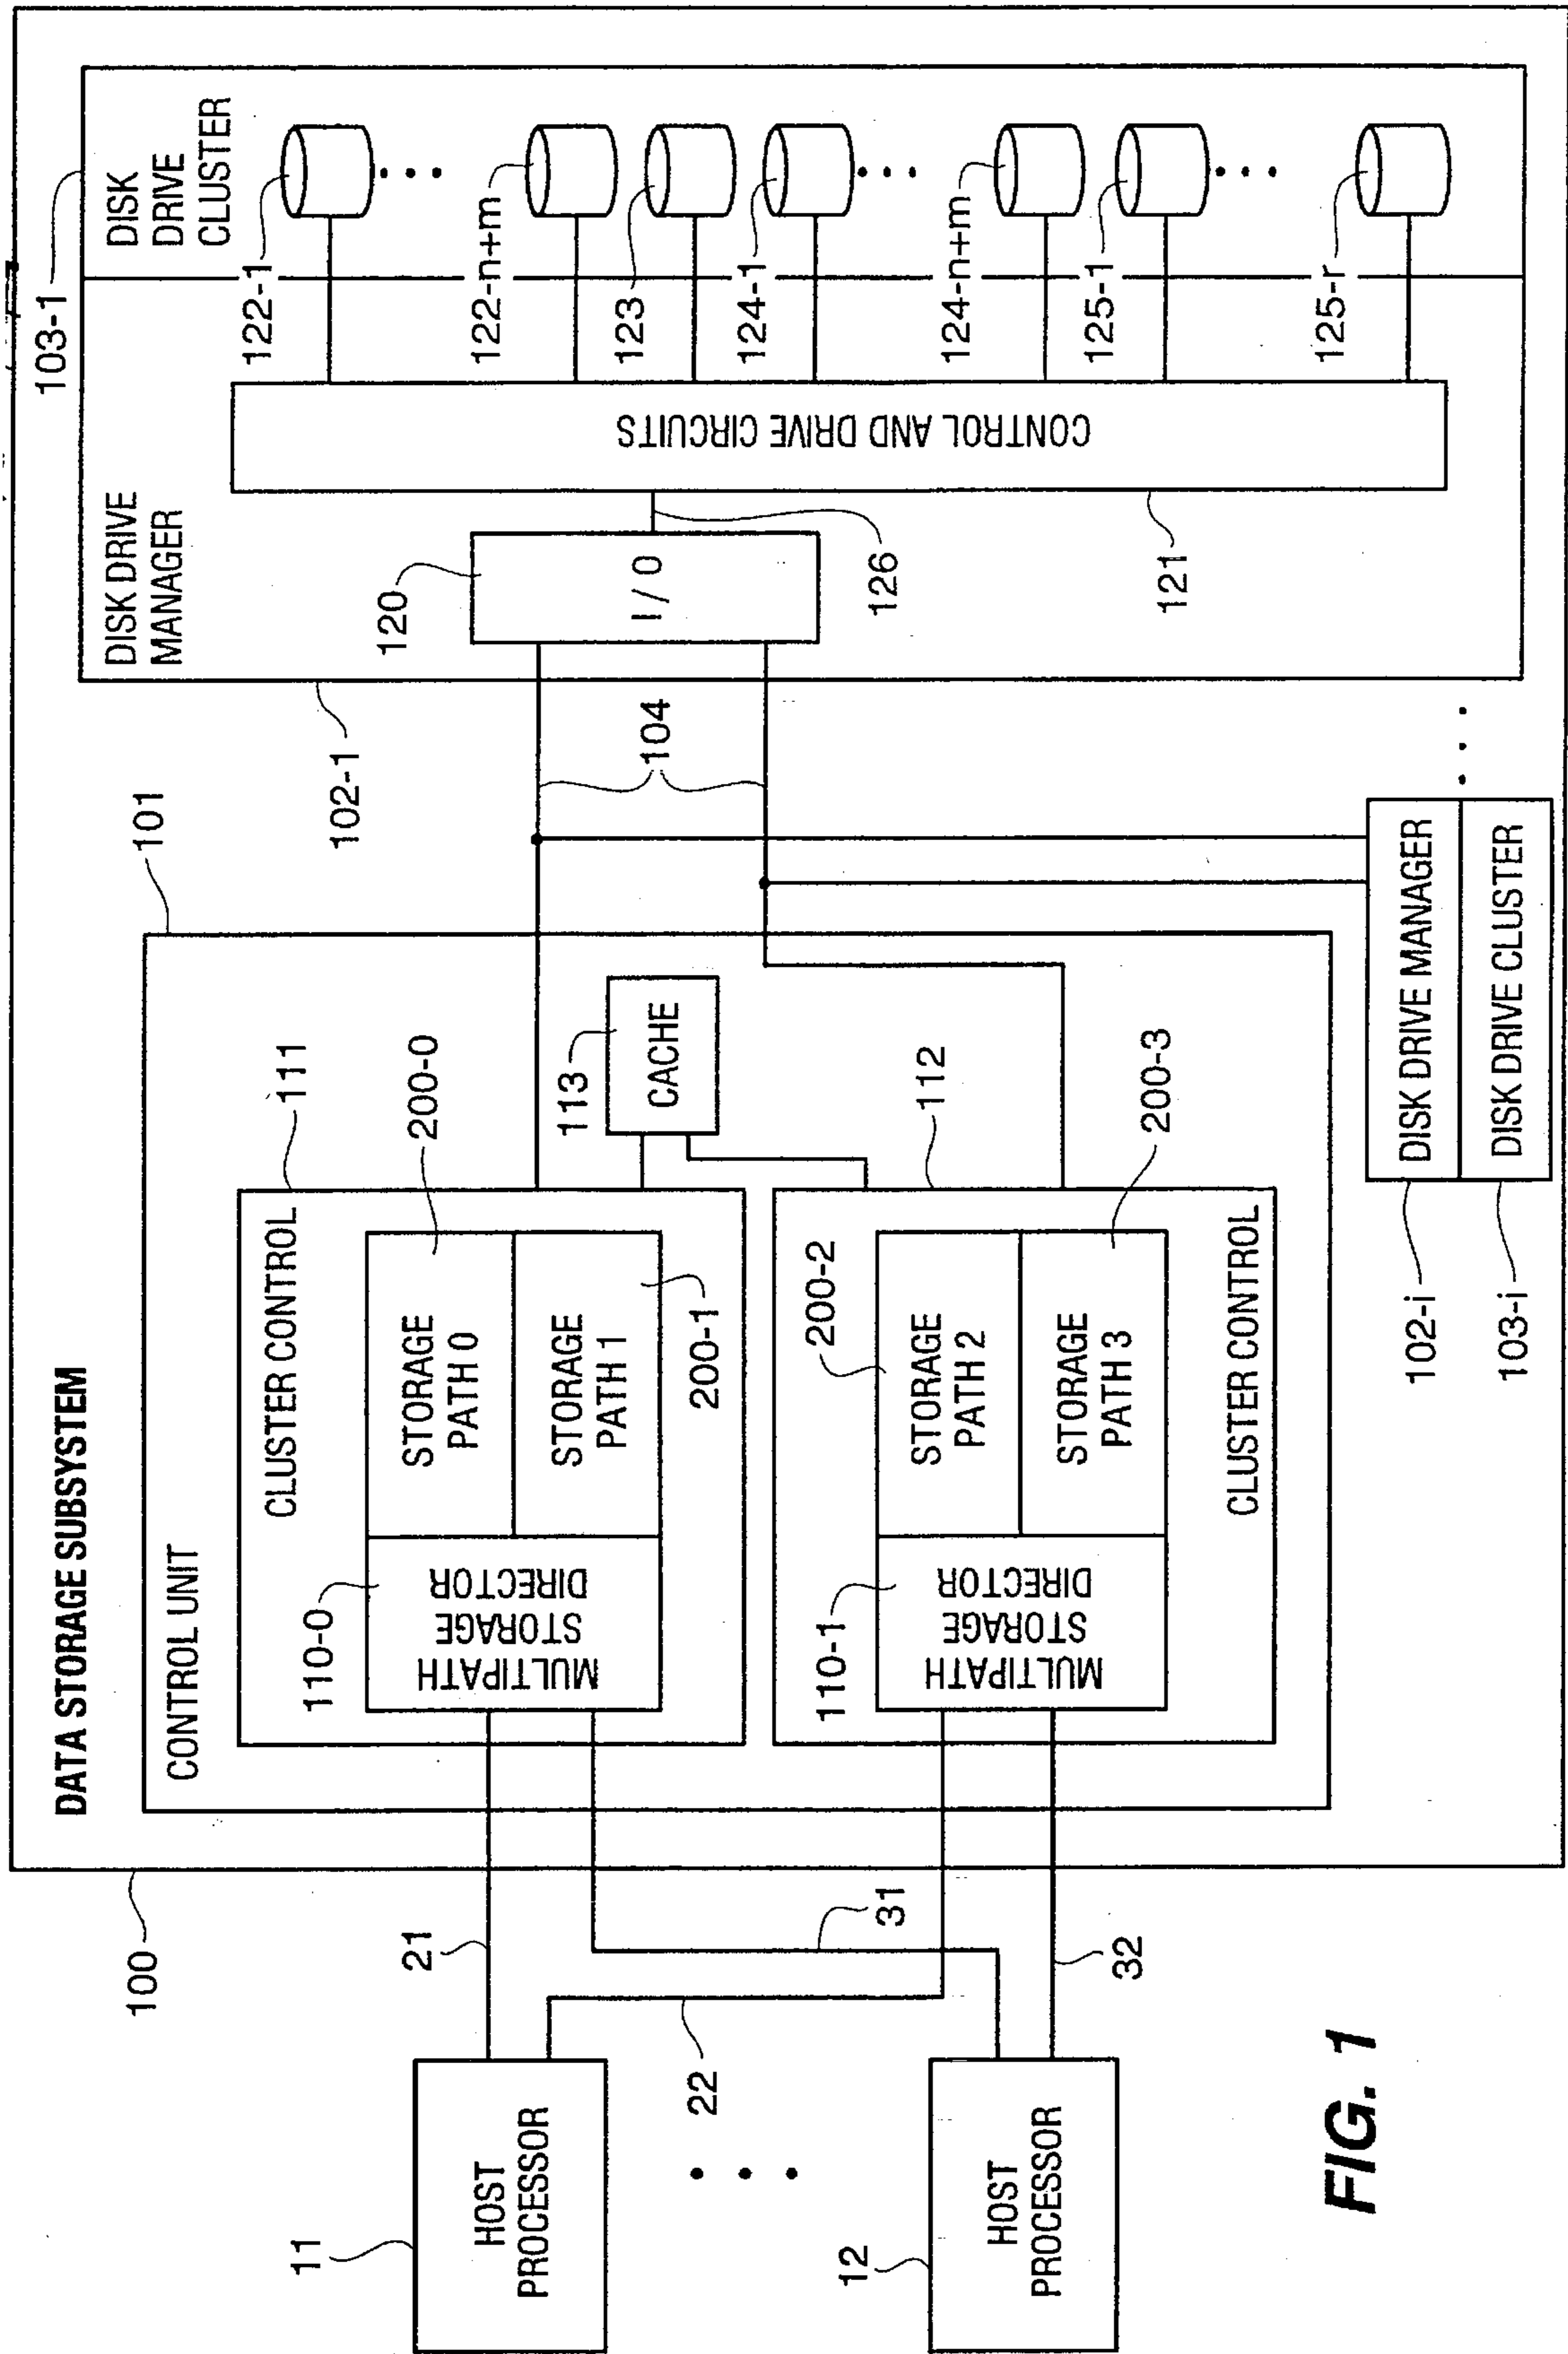 DATA STORAGE SUBSYSTEM
100
CONTROL UNIT
101
CLUSTER CONTROL
111
110-0
MULTIPATH
STORAGE
DIRECTOR
STORAGE
PATH 0
200-0
STORAGE
PATH 1
200-1
113
CACHE
112
110-1
MULTIPATH
STORAGE
DIRECTOR
200-2
STORAGE
PATH 2
STORAGE
PATH 3
200-3
CLUSTER CONTROL
11
HOST
PROCESSOR
21
22
31
32
12
HOST
PROCESSOR
104
102-1
DISK DRIVE
MANAGER
103-1
DISK
DRIVE
CLUSTER
120
I / O
126
CONTROL AND DRIVE CIRCUITS
121
122-1
122-n+m
123
124-1
124-n+m
125-1
125-r
DISK DRIVE MANAGER
DISK DRIVE CLUSTER
102-i
103-i
FIG. 1